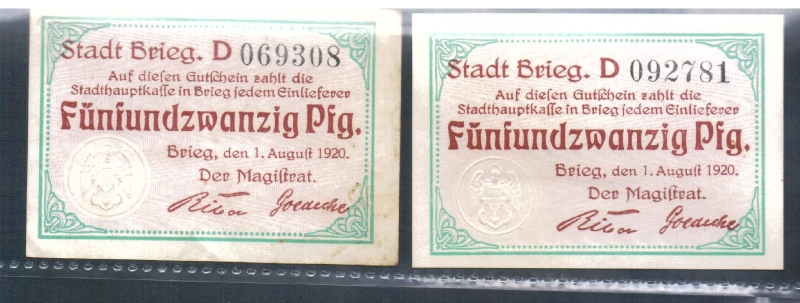 Stadt Brieg. D 069308
Auf diesen Gutschein zahlt die
Stadthauptkasse in Brieg jedem Einlieferer
Fünfundzwanzig Pfg.
Brieg, den 1. August 1920.
Der Magistrat.
Stadt Brieg. D 092781
Auf diesen Gutschein zahlt die
Stadthauptkasse in Brieg jedem Einlieferer
Fünfundzwanzig Pfg.
Brieg, den 1. August 1920.
Der Magistrat.